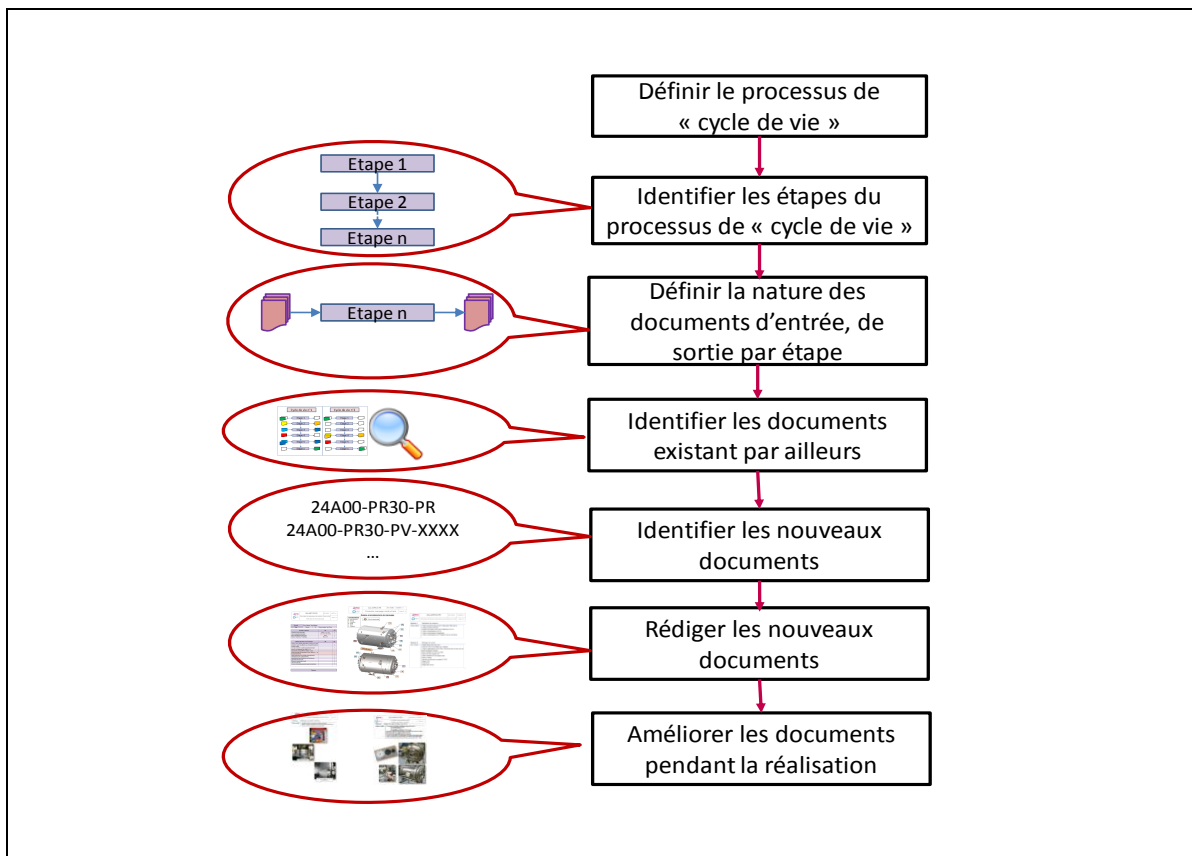 Définir le processus de
« cycle de vie »
Etape 1
Etape 2
Etape n
Identifier les étapes du
processus de « cycle de vie »
Etape n
Définir la nature des
documents d’entrée, de
sortie par étape
Identifier les documents
existant par ailleurs
24A00-PR30-PR
24A00-PR30-PV-XXXX
...
Identifier les nouveaux
documents
Rédiger les nouveaux
documents
Améliorer les documents
pendant la réalisation